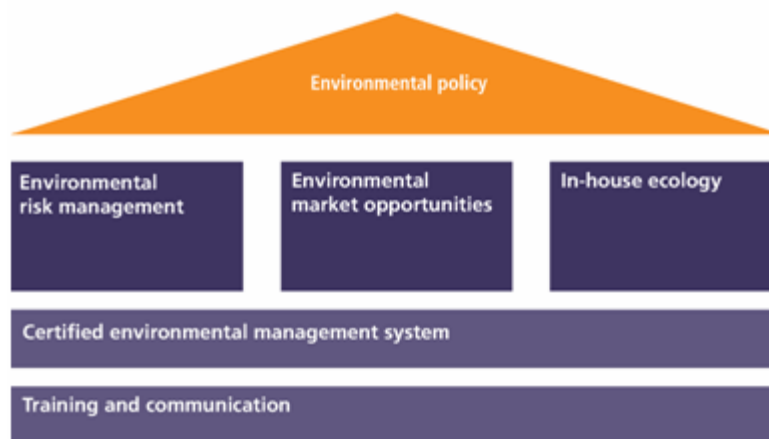 Environmental policy
Environmental
risk management
Environmental
market opportunities
In-house ecology
Certified environmental management system
Training and communication